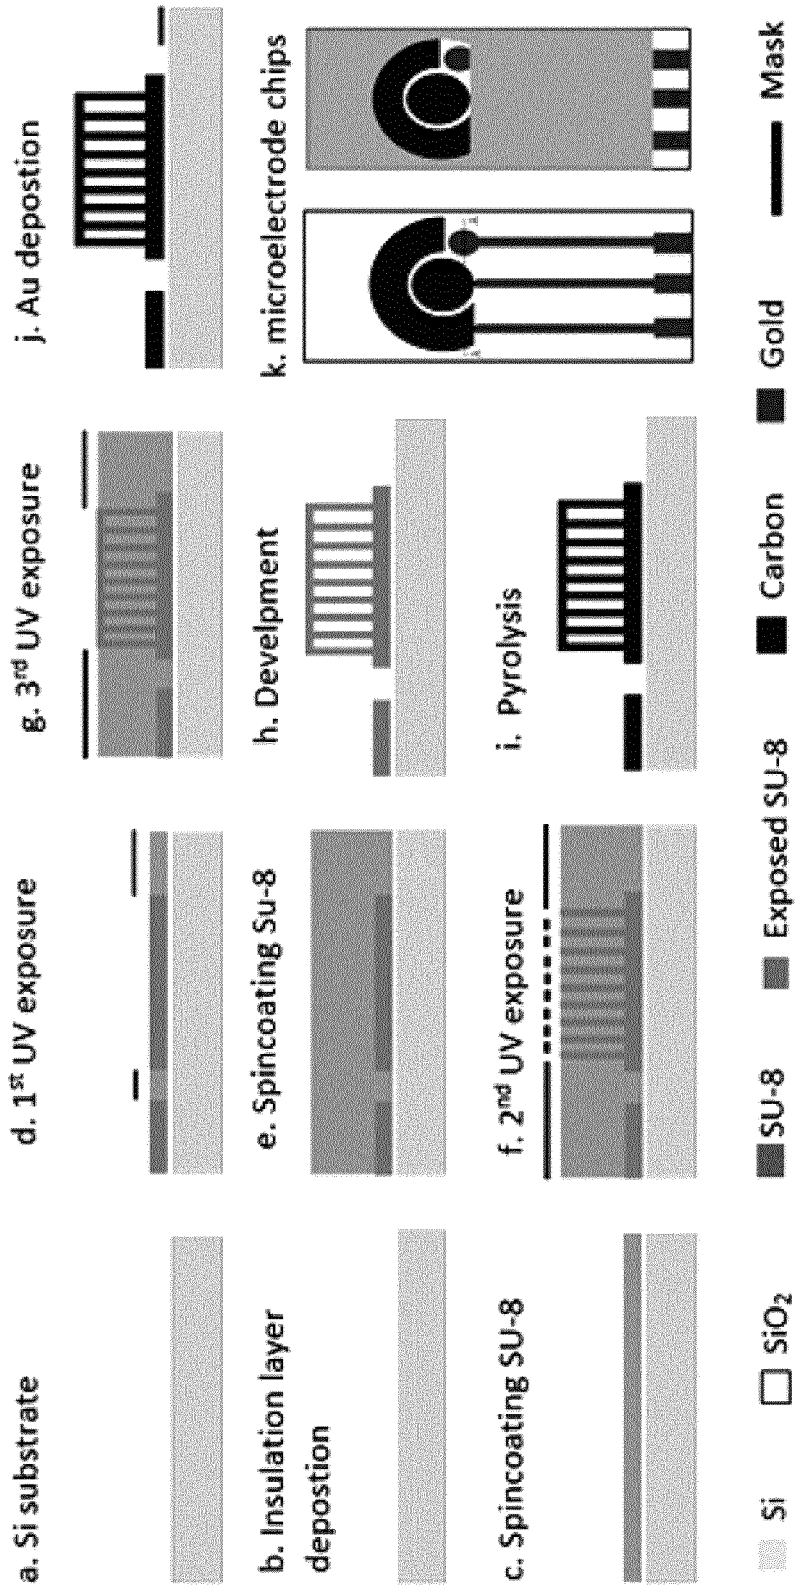 a. Si substrate
b. Insulation layer
depostion
c. Spincoating SU-8
d. 1st UV exposure
e. Spincoating Su-8
f. 2nd UV exposure
g. 3rd UV exposure
h. Develpment
i. Pyrolysis
j. Au depostion
k. microelectrode chips
Si SiO2 SU-8 Exposed SU-8 Carbon Gold Mask